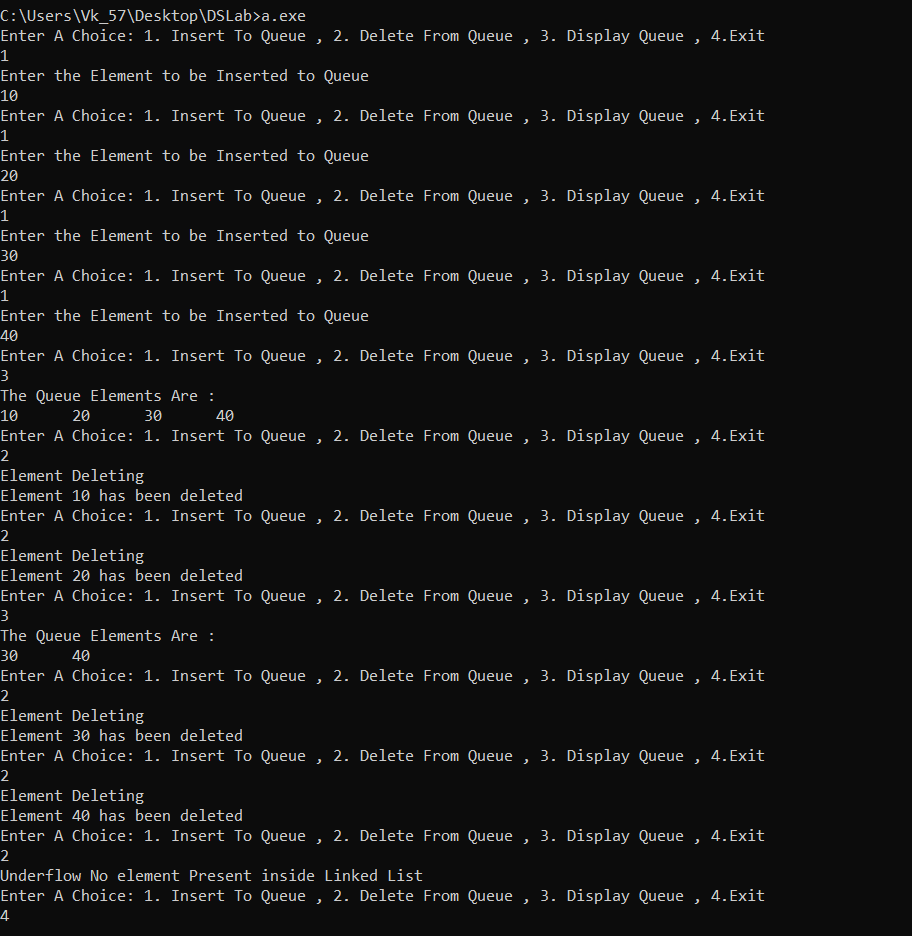 C:\Users\Vk_57\Desktop\DSLab>a.exe
Enter A Choice: 1. Insert To Queue , 2. Delete From Queue , 3. Display Queue , 4.Exit
1
Enter the Element to be Inserted to Queue
10
Enter A Choice: 1. Insert To Queue , 2. Delete From Queue , 3. Display Queue , 4.Exit
1
Enter the Element to be Inserted to Queue
20
Enter A Choice: 1. Insert To Queue , 2. Delete From Queue , 3. Display Queue , 4.Exit
1
Enter the Element to be Inserted to Queue
30
Enter A Choice: 1. Insert To Queue , 2. Delete From Queue , 3. Display Queue , 4.Exit
1
Enter the Element to be Inserted to Queue
40
Enter A Choice: 1. Insert To Queue , 2. Delete From Queue , 3. Display Queue , 4.Exit
3
The Queue Elements Are :
10      20      30      40
Enter A Choice: 1. Insert To Queue , 2. Delete From Queue , 3. Display Queue , 4.Exit
2
Element Deleting
Element 10 has been deleted
Enter A Choice: 1. Insert To Queue , 2. Delete From Queue , 3. Display Queue , 4.Exit
2
Element Deleting
Element 20 has been deleted
Enter A Choice: 1. Insert To Queue , 2. Delete From Queue , 3. Display Queue , 4.Exit
3
The Queue Elements Are :
30      40
Enter A Choice: 1. Insert To Queue , 2. Delete From Queue , 3. Display Queue , 4.Exit
2
Element Deleting
Element 30 has been deleted
Enter A Choice: 1. Insert To Queue , 2. Delete From Queue , 3. Display Queue , 4.Exit
2
Element Deleting
Element 40 has been deleted
Enter A Choice: 1. Insert To Queue , 2. Delete From Queue , 3. Display Queue , 4.Exit
2
Underflow No element Present inside Linked List
Enter A Choice: 1. Insert To Queue , 2. Delete From Queue , 3. Display Queue , 4.Exit
4